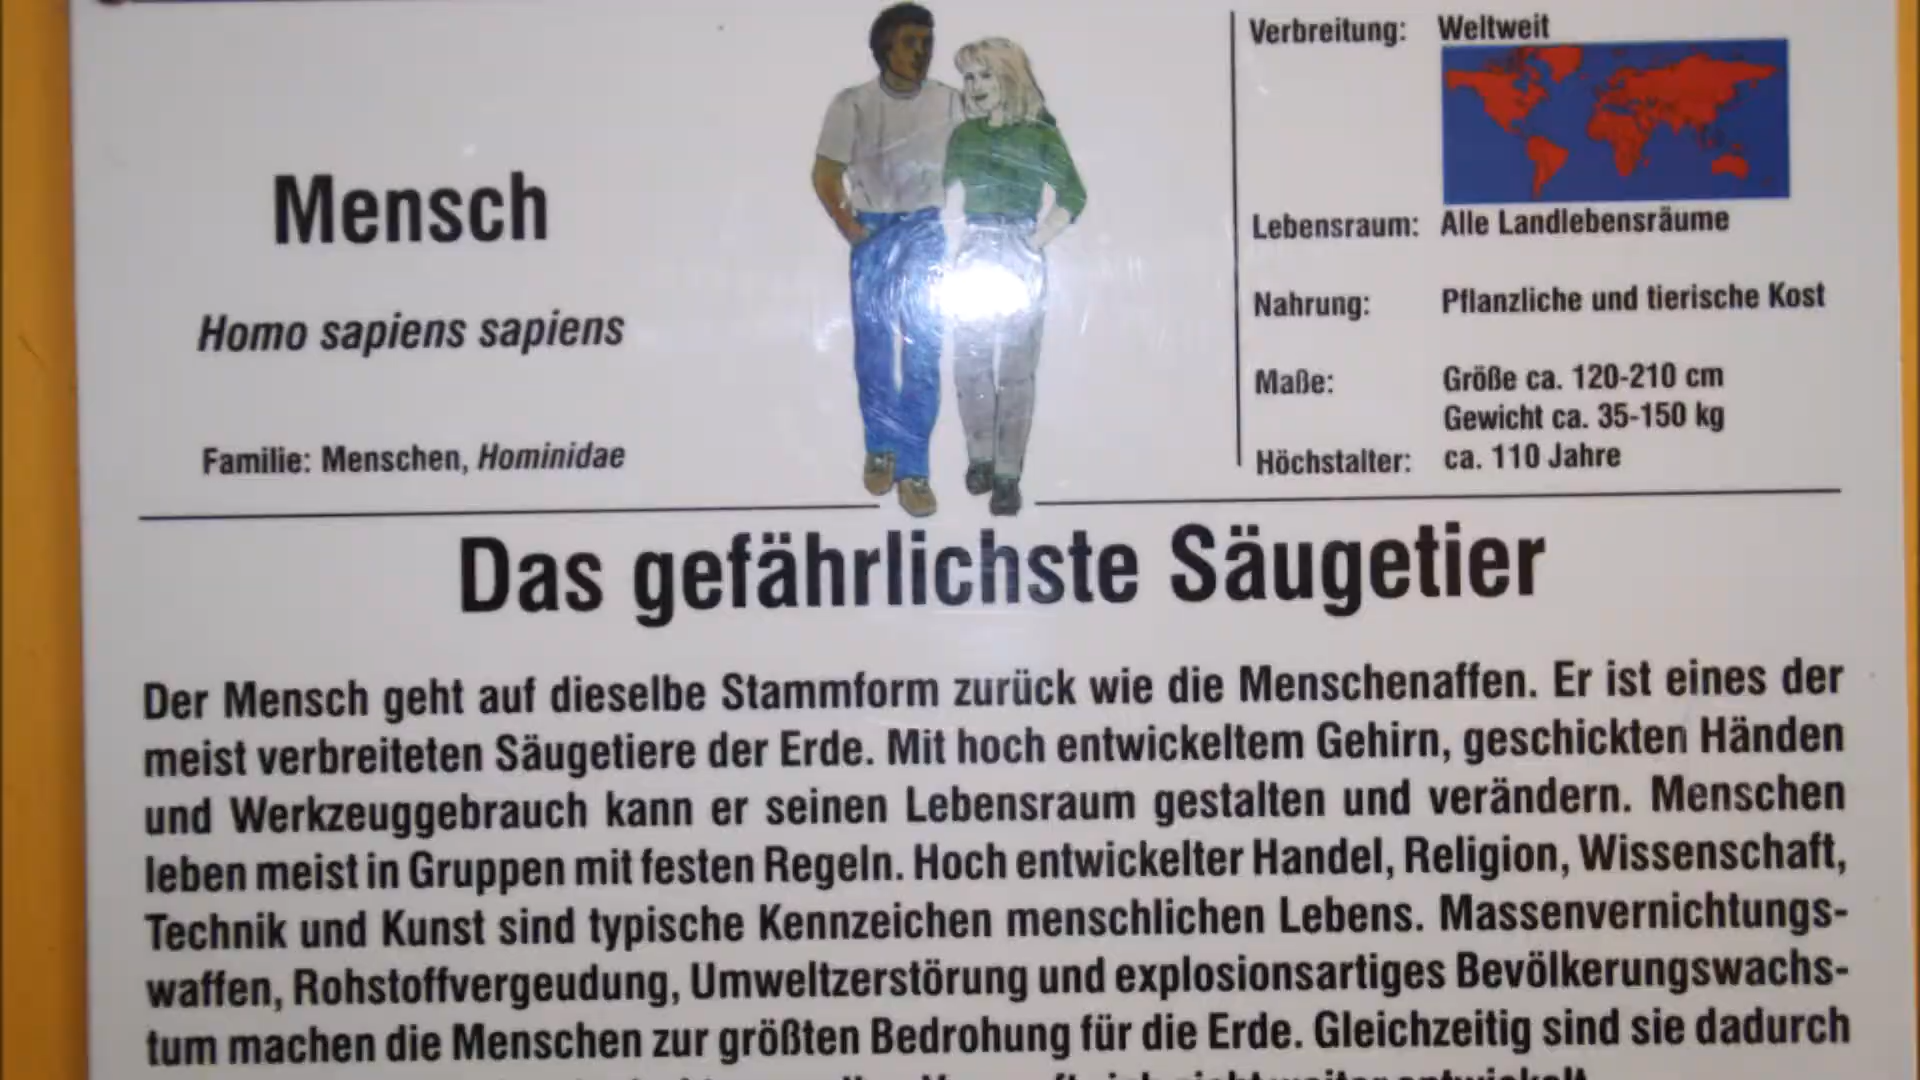 Mensch
Homo sapiens sapiens
Familie: Menschen, Hominidae
Verbreitung: Weltweit
Lebensraum: Alle Landlebensräume
Nahrung: Pflanzliche und tierische Kost
Maße: Größe ca. 120-210 cm
Gewicht ca. 35-150 kg
Höchstalter: ca. 110 Jahre
Das gefährlichste Säugetier
Der Mensch geht auf dieselbe Stammform zurück wie die Menschenaffen. Er ist eines der
meist verbreiteten Säugetiere der Erde. Mit hoch entwickeltem Gehirn, geschickten Händen
und Werkzeuggebrauch kann er seinen Lebensraum gestalten und verändern. Menschen
leben meist in Gruppen mit festen Regeln. Hoch entwickelter Handel, Religion, Wissenschaft,
Technik und Kunst sind typische Kennzeichen menschlichen Lebens. Massenvernichtungs-
waffen, Rohstoffvergeudung, Umweltzerstörung und explosionsartiges Bevölkerungswachs-
tum machen die Menschen zur größten Bedrohung für die Erde. Gleichzeitig sind sie dadurch
nicht weiter entwickelt.